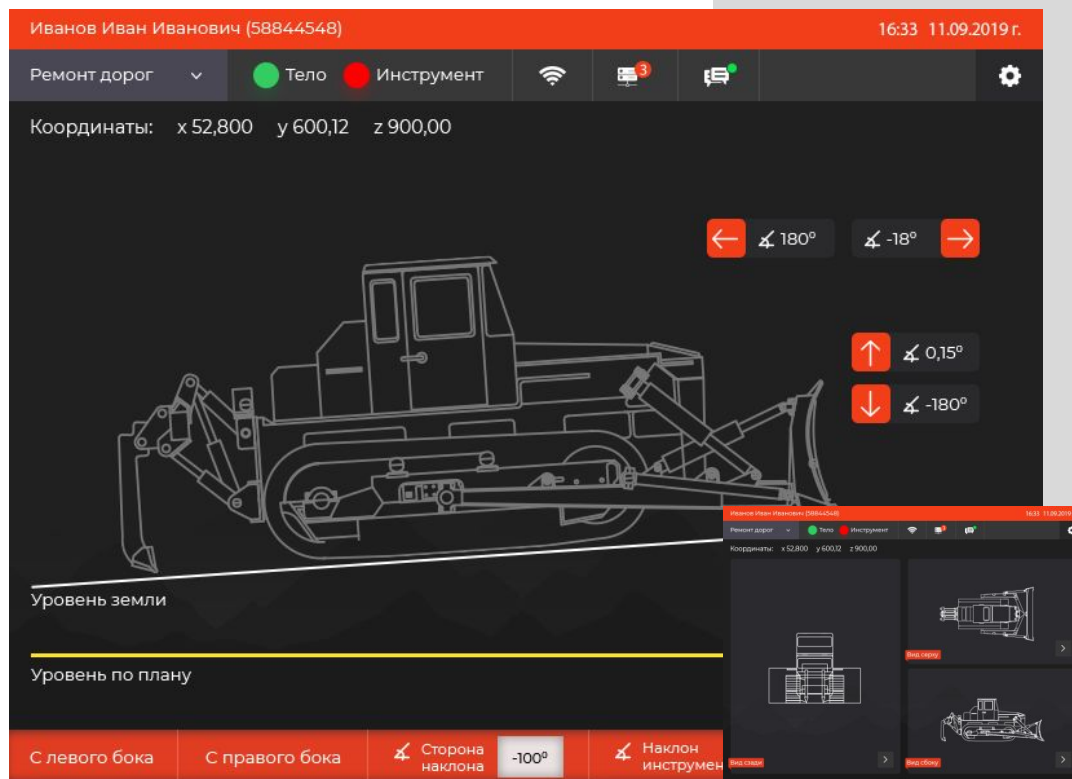 Иванов Иван Иванович (58844548)
16:33 11.09.2019 г.
Ремонт дорог
Тело
Инструмент
3
Координаты: x 52,800 y 600,12 z 900,00
180°
-18°
0,15°
-180°
Уровень земли
Уровень по плану
С левого бока
С правого бока
Сторона
наклона
-100°
Наклон
инструмен
Иванов Иван Иванович (58844548)
16:33 11.09.2019
Ремонт дорог
Тело
Инструмент
Координаты: x 52,800 y 600,12 z 900,00
Вид серху
Вид сзади
Вид сбоку